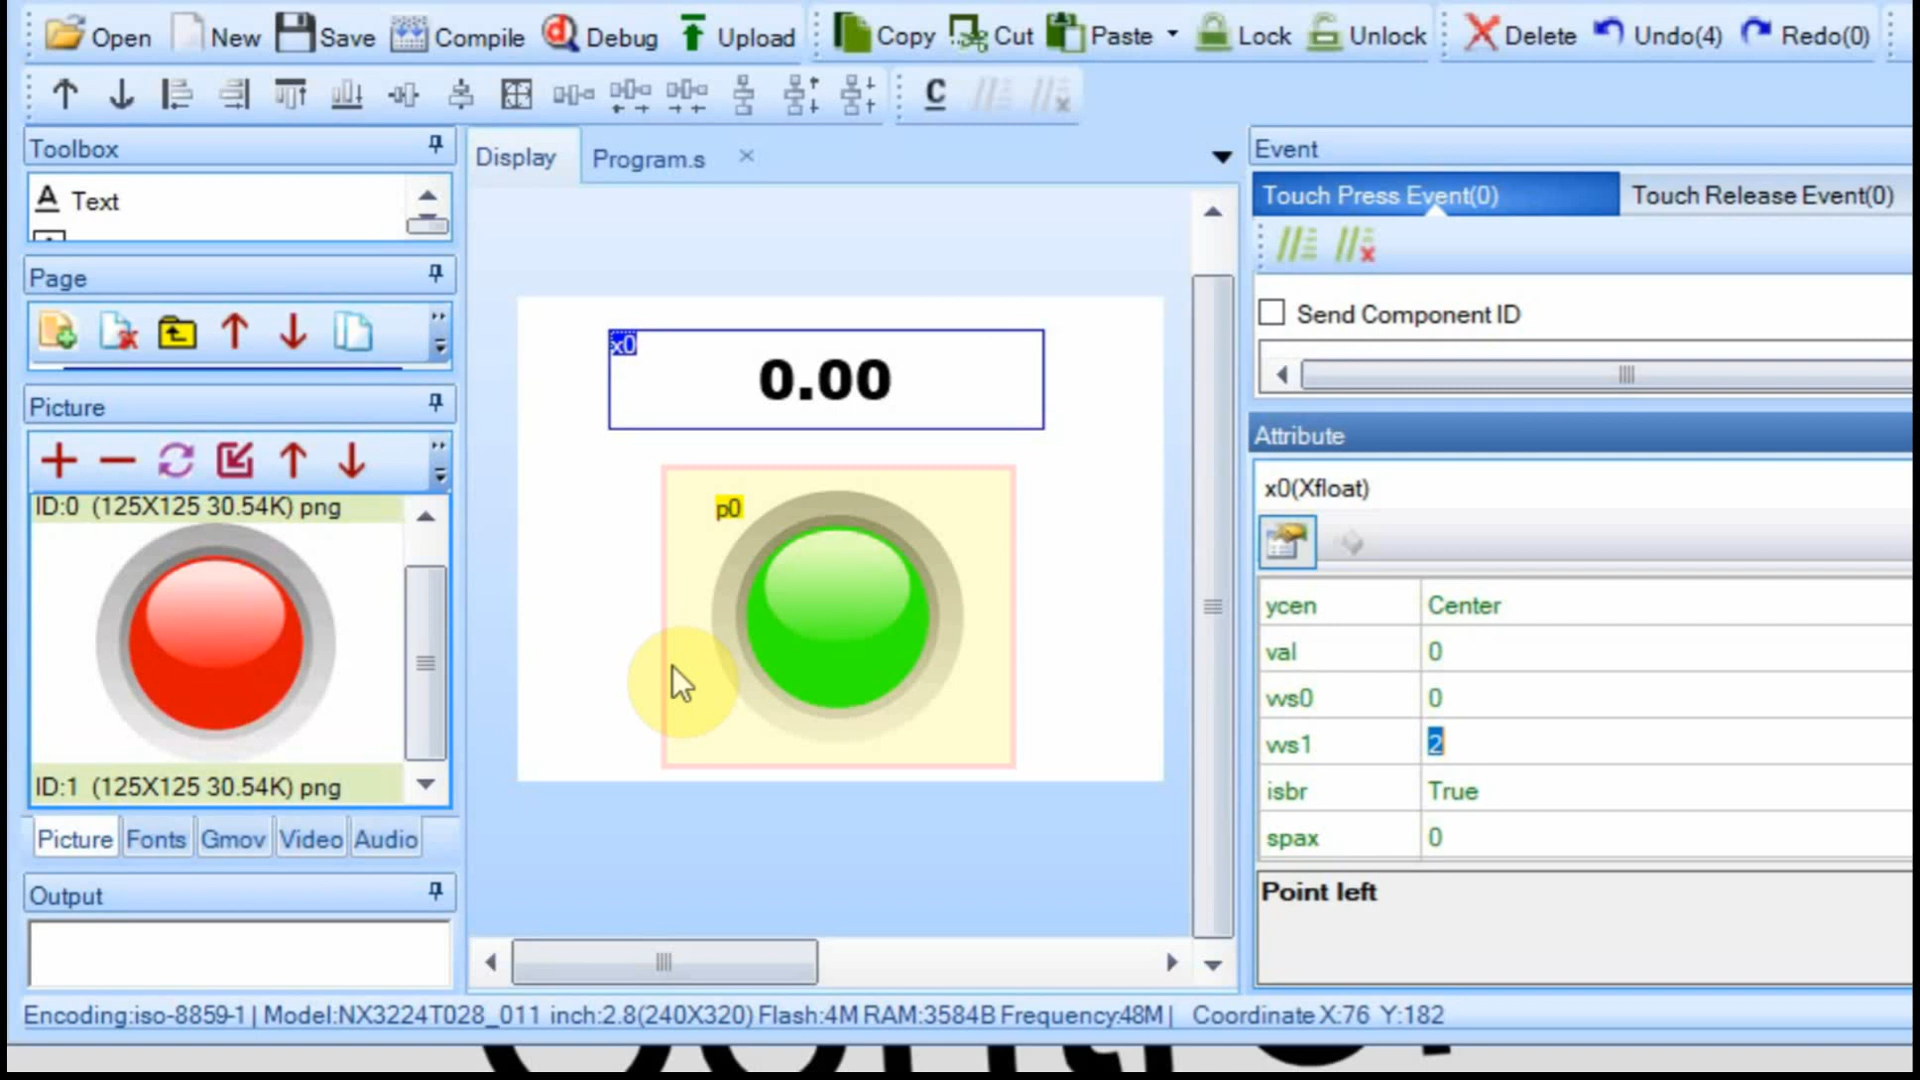 Open New Save Compile Debug Upload Copy Cut Paste Lock Unlock Delete Undo(4) Redo(0)
C
Toolbox
A Text
Page
Picture
ID:0 (125X125 30.54K) png
ID:1 (125X125 30.54K) png
Picture Fonts Gmov Video Audio
Output
Display Program.s
x0
0.00
p0
Event
Touch Press Event(0) Touch Release Event(0)
Send Component ID
Attribute
x0(Xfloat)
ycen Center
val 0
vvs0 0
vvs1 2
isbr True
spax 0
Point left
Encoding:iso-8859-1| Model:NX3224T028_011 inch:2.8(240X320) Flash:4M RAM:3584B Frequency:48M| Coordinate X:76 Y:182